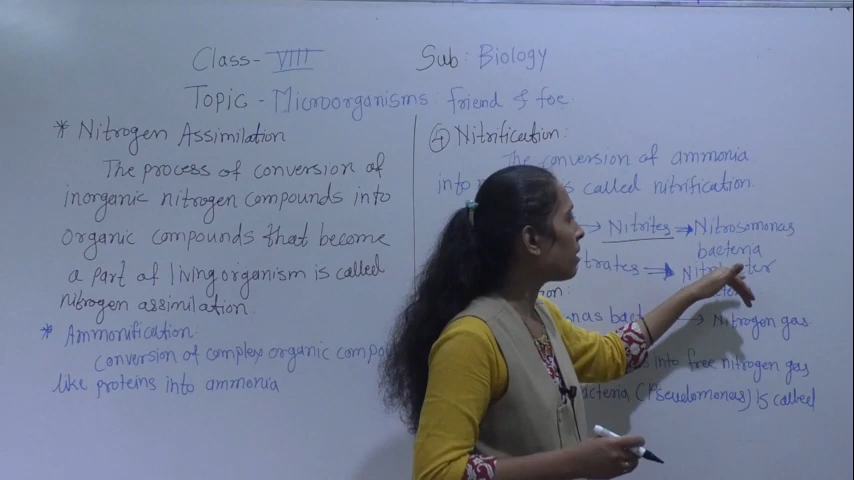 Class- VIII Sub: Biology
Topic - Microorganisms: friend & foe.
* Nitrogen Assimilation
The process of conversion of
inorganic nitrogen compounds into
organic compounds that become
a part of living organism is called
nitrogen assimilation.
* Ammonification:
conversion of complex organic
like proteins into ammonia
④ Nitrification:
The conversion of ammonia
into is called nitrification.
→ Nitrites ⇒ Nitrosomonas
bacteria
⇒
→ Nitrogen gas
into free nitrogen gas
bacteria (Pseudomonas) is called